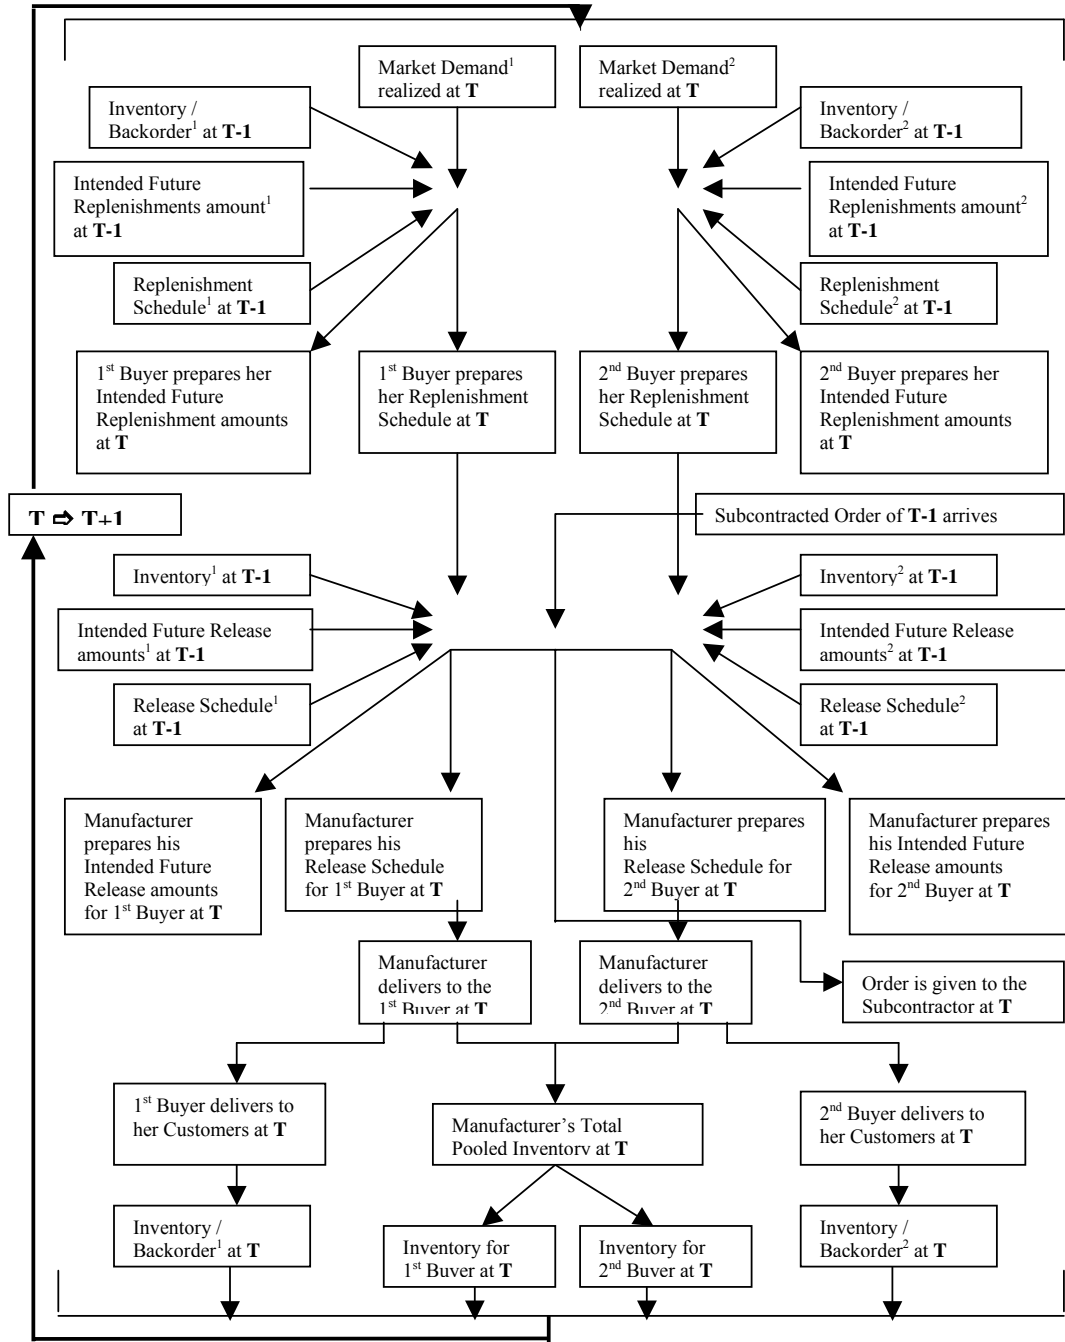 Market Demand¹
realized at T
Market Demand²
realized at T
Inventory /
Backorder¹ at T-1
Inventory /
Backorder² at T-1
Intended Future
Replenishments amount¹
at T-1
Intended Future
Replenishments amount²
at T-1
Replenishment
Schedule¹ at T-1
Replenishment
Schedule² at T-1
1st Buyer prepares her
Intended Future
Replenishment amounts
at T
1st Buyer prepares
her Replenishment
Schedule at T
2nd Buyer prepares
her Replenishment
Schedule at T
2nd Buyer prepares her
Intended Future
Replenishment amounts
at T
T ⇨ T+1
Subcontracted Order of T-1 arrives
Inventory¹ at T-1
Inventory² at T-1
Intended Future Release
amounts¹ at T-1
Intended Future Release
amounts² at T-1
Release Schedule¹
at T-1
Release Schedule²
at T-1
Manufacturer
prepares his
Intended Future
Release amounts
for 1st Buyer at T
Manufacturer
prepares his
Release Schedule
for 1st Buyer at T
Manufacturer prepares
his
Release Schedule for
2nd Buyer at T
Manufacturer prepares
his Intended Future
Release amounts
for 2nd Buyer at T
Manufacturer
delivers to the
1st Buyer at T
Manufacturer
delivers to the
2nd Buyer at T
Order is given to the
Subcontractor at T
1st Buyer delivers to
her Customers at T
Manufacturer's Total
Pooled Inventory at T
2nd Buyer delivers to
her Customers at T
Inventory /
Backorder¹ at T
Inventory for
1st Buyer at T
Inventory for
2nd Buyer at T
Inventory /
Backorder² at T